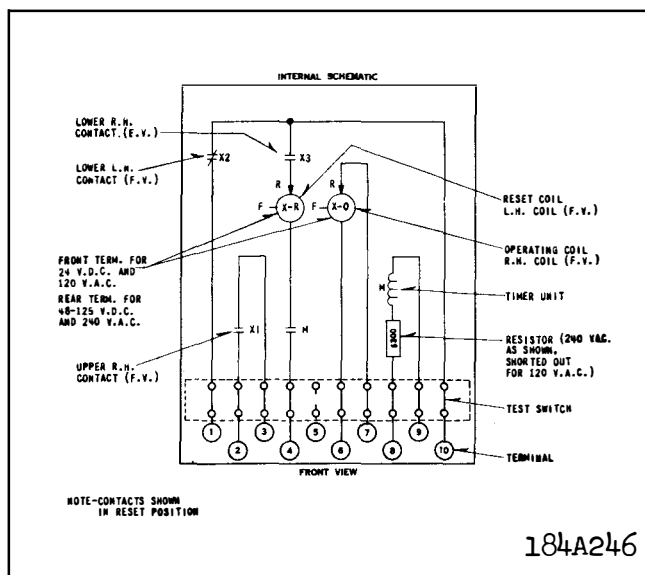 INTERNAL SCHEMATIC
LOWER R.H.
CONTACT. (F.V.)
LOWER L.H.
CONTACT (F.V.)
X2
X3
R
R
F
X-R
F
X-O
RESET COIL
L.H. COIL (F.V.)
OPERATING COIL
R.H. COIL (F.V.)
FRONT TERM. FOR
24 V.D.C. AND
120 V.A.C.
REAR TERM. FOR
48-125 V.D.C.
AND 240 V.A.C.
M
TIMER UNIT
X1
M
6300
RESISTOR (240 VAC.
AS SHOWN,
SHORTED OUT
FOR 120 V.A.C.)
UPPER R.H.
CONTACT (F.V.)
TEST SWITCH
1
2
3
4
5
6
7
8
9
10
TERMINAL
FRONT VIEW
NOTE-CONTACTS SHOWN
IN RESET POSITION
184A246